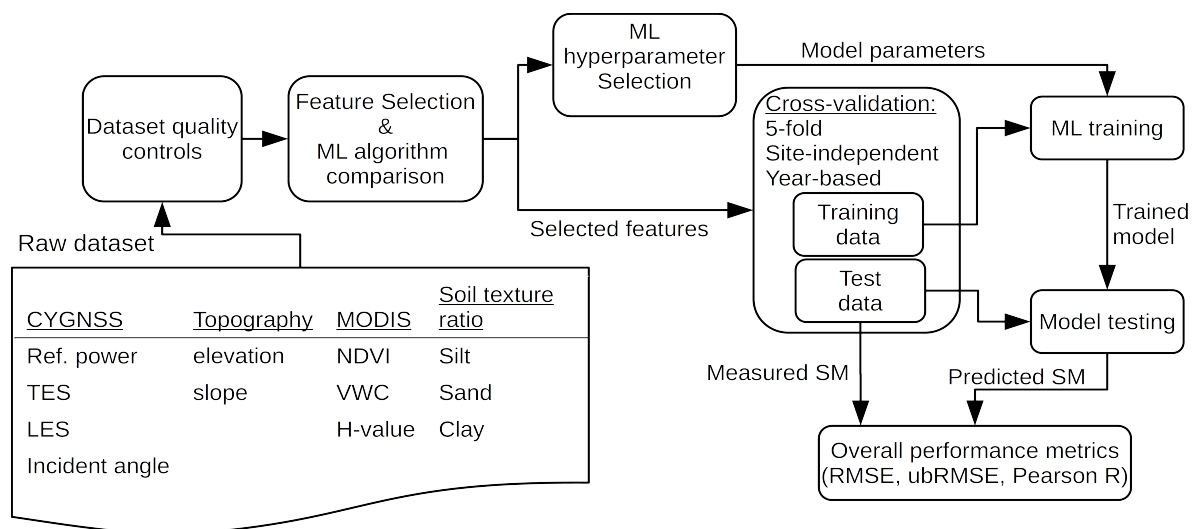 ML
hyperparameter
Selection
Model parameters
Dataset quality
controls
Feature Selection
&
ML algorithm
comparison
Cross-validation:
5-fold
Site-independent
Year-based
Training
data
Test
data
ML training
Trained
model
Model testing
Selected features
Raw dataset
CYGNSS Topography MODIS Soil texture
ratio
Ref. power elevation NDVI Silt
TES slope VWC Sand
LES H-value Clay
Incident angle
Measured SM
Predicted SM
Overall performance metrics
(RMSE, ubRMSE, Pearson R)